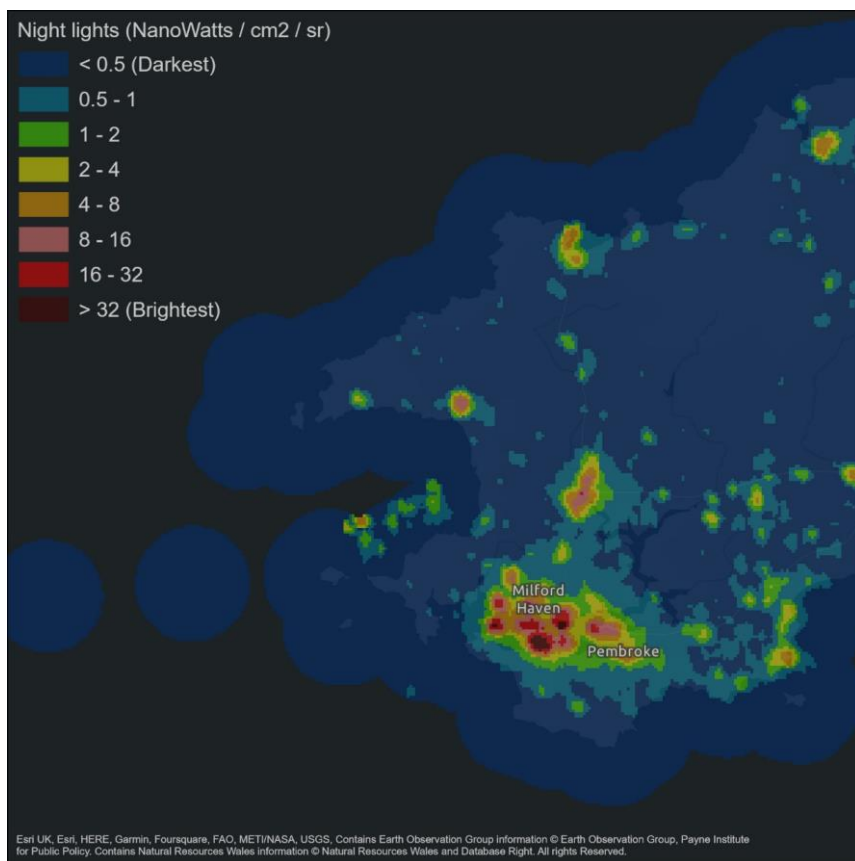 Night lights (NanoWatts / cm2 / sr)
< 0.5 (Darkest)
0.5 - 1
1 - 2
2 - 4
4 - 8
8 - 16
16 - 32
> 32 (Brightest)
Milford
Haven
Pembroke
Esri UK, Esri, HERE, Garmin, Foursquare, FAO, METI/NASA, USGS, Contains Earth Observation Group information © Earth Observation Group, Payne Institute
for Public Policy. Contains Natural Resources Wales information © Natural Resources Wales and Database Right. All rights Reserved.